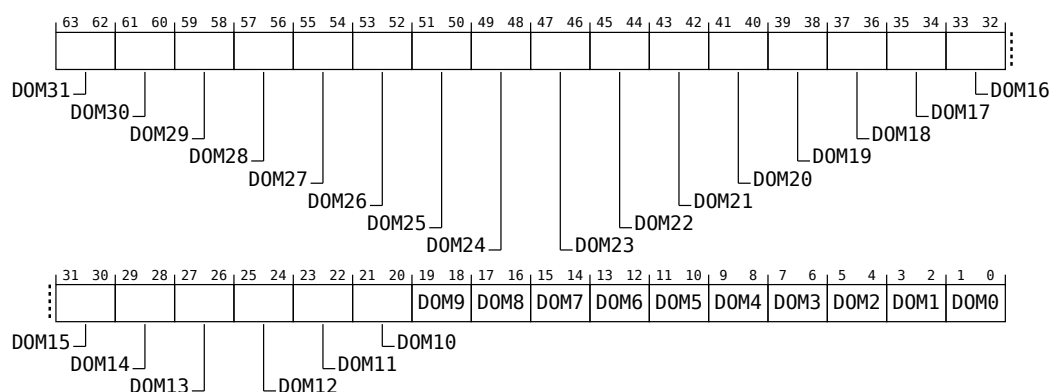 63 62 61 60 59 58 57 56 55 54 53 52 51 50 49 48 47 46 45 44 43 42 41 40 39 38 37 36 35 34 33 32
DOM31 DOM16
DOM30 DOM17
DOM29 DOM18
DOM28 DOM19
DOM27 DOM20
DOM26 DOM21
DOM25 DOM22
DOM24 DOM23
31 30 29 28 27 26 25 24 23 22 21 20 19 18 17 16 15 14 13 12 11 10 9 8 7 6 5 4 3 2 1 0
DOM9 DOM8 DOM7 DOM6 DOM5 DOM4 DOM3 DOM2 DOM1 DOM0
DOM15 DOM10
DOM14 DOM11
DOM13 DOM12